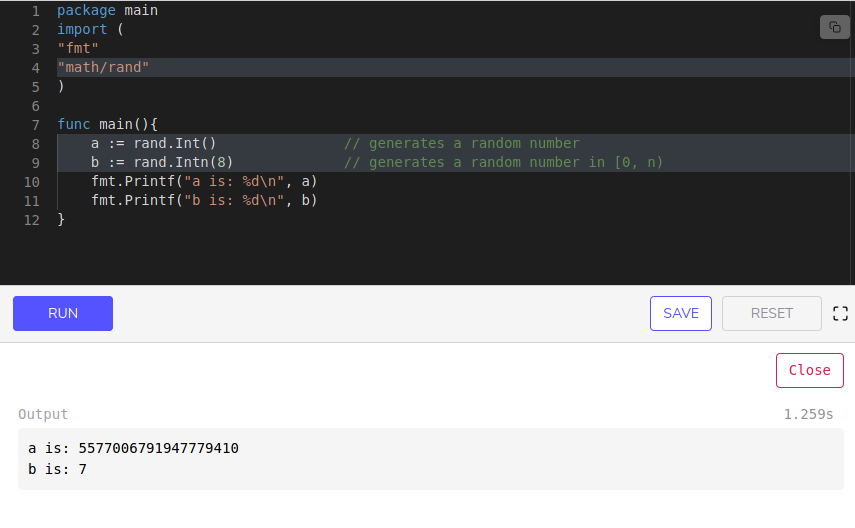 1 package main
2 import (
3 "fmt"
4 "math/rand"
5 )
6
7 func main(){
8     a := rand.Int()               // generates a random number
9     b := rand.Intn(8)             // generates a random number in [0, n)
10     fmt.Printf("a is: %d\n", a)
11     fmt.Printf("b is: %d\n", b)
12 }
RUN SAVE RESET
Close
Output 1.259s
a is: 5577006791947779410
b is: 7